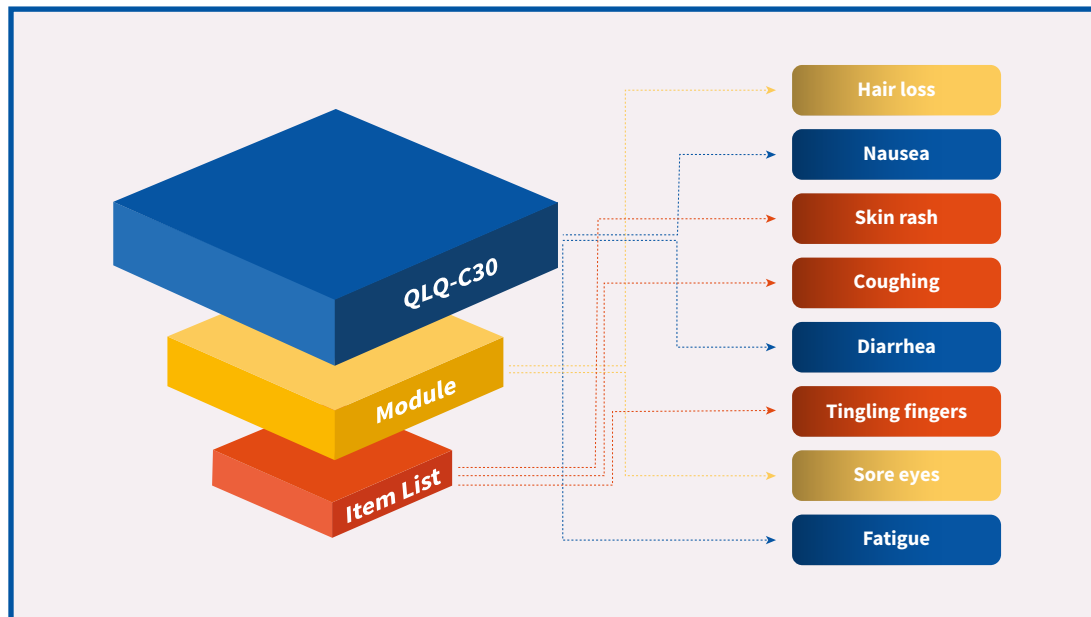 QLQ-C30
Module
Item List
Hair loss
Nausea
Skin rash
Coughing
Diarrhea
Tingling fingers
Sore eyes
Fatigue